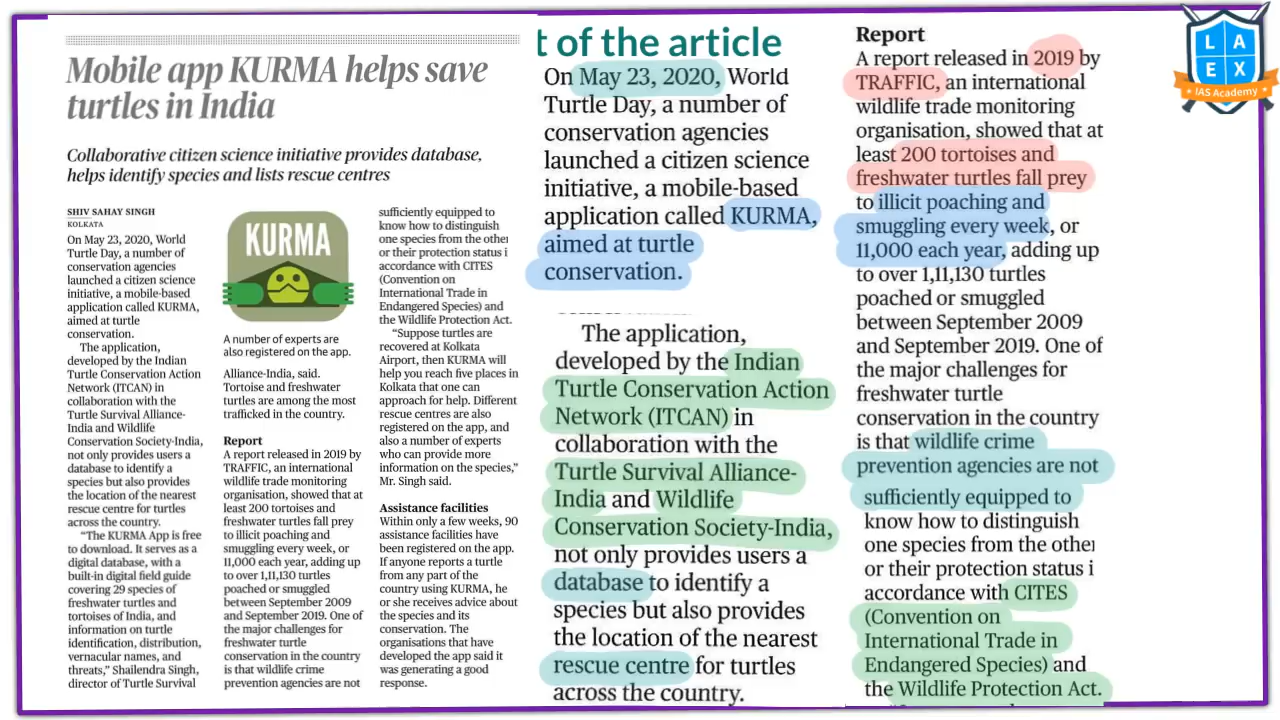 Mobile app KURMA helps save
turtles in India
Collaborative citizen science initiative provides database,
helps identify species and lists rescue centres
SHIV SAHAY SINGH
KOLKATA
On May 23, 2020, World
Turtle Day, a number of
conservation agencies
launched a citizen science
initiative, a mobile-based
application called KURMA,
aimed at turtle
conservation.
The application,
developed by the Indian
Turtle Conservation Action
Network (ITCAN) in
collaboration with the
Turtle Survival Alliance-
India and Wildlife
Conservation Society-India,
not only provides users a
database to identify a
species but also provides
the location of the nearest
rescue centre for turtles
across the country.
“The KURMA App is free
to download. It serves as a
digital database, with a
built-in digital field guide
covering 29 species of
freshwater turtles and
tortoises of India, and
information on turtle
identification, distribution,
vernacular names, and
threats,” Shailendra Singh,
director of Turtle Survival
KURMA
A number of experts are
also registered on the app.
Alliance-India, said.
Tortoise and freshwater
turtles are among the most
trafficked in the country.
Report
A report released in 2019 by
TRAFFIC, an international
wildlife trade monitoring
organisation, showed that at
least 200 tortoises and
freshwater turtles fall prey
to illicit poaching and
smuggling every week, or
11,000 each year, adding up
to over 1,11,130 turtles
poached or smuggled
between September 2009
and September 2019. One of
the major challenges for
freshwater turtle
conservation in the country
is that wildlife crime
prevention agencies are not
sufficiently equipped to
know how to distinguish
one species from the other
or their protection status i
accordance with CITES
(Convention on
International Trade in
Endangered Species) and
the Wildlife Protection Act.
“Suppose turtles are
recovered at Kolkata
Airport, then KURMA will
help you reach five places in
Kolkata that one can
approach for help. Different
rescue centres are also
registered on the app, and
also a number of experts
who can provide more
information on the species,”
Mr. Singh said.
Assistance facilities
Within only a few weeks, 90
assistance facilities have
been registered on the app.
If anyone reports a turtle
from any part of the
country using KURMA, he
or she receives advice about
the species and its
conservation. The
organisations that have
developed the app said it
was generating a good
response.
t of the article
On May 23, 2020, World
Turtle Day, a number of
conservation agencies
launched a citizen science
initiative, a mobile-based
application called KURMA,
aimed at turtle
conservation.
The application,
developed by the Indian
Turtle Conservation Action
Network (ITCAN) in
collaboration with the
Turtle Survival Alliance-
India and Wildlife
Conservation Society-India,
not only provides users a
database to identify a
species but also provides
the location of the nearest
rescue centre for turtles
across the country.
Report
A report released in 2019 by
TRAFFIC, an international
wildlife trade monitoring
organisation, showed that at
least 200 tortoises and
freshwater turtles fall prey
to illicit poaching and
smuggling every week, or
11,000 each year, adding up
to over 1,11,130 turtles
poached or smuggled
between September 2009
and September 2019. One of
the major challenges for
freshwater turtle
conservation in the country
is that wildlife crime
prevention agencies are not
sufficiently equipped to
know how to distinguish
one species from the other
or their protection status i
accordance with CITES
(Convention on
International Trade in
Endangered Species) and
the Wildlife Protection Act.
L A
E X
IAS Academy